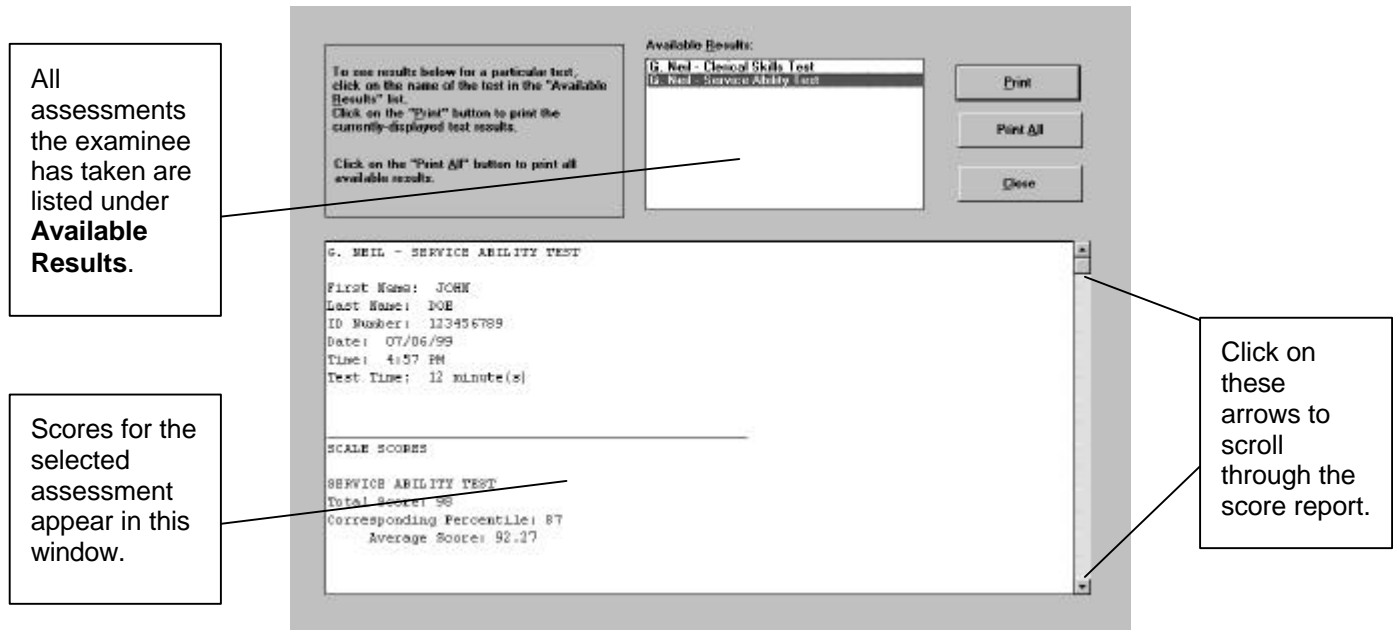 All
assessments
the examinee
has taken are
listed under
Available
Results.
To see results below for a particular test,
click on the name of the test in the "Available
Results" list.
Click on the "Print" button to print the
currently-displayed test results.
Click on the "Print All" button to print all
available results.
Available Results:
G. Neil - Clerical Skills Test
G. Neil - Service Ability Test
Print
Print All
Close
G. NEIL - SERVICE ABILITY TEST
First Name: JOHN
Last Name: DOE
ID Number: 123456789
Date: 07/06/99
Time: 4:57 PM
Test Time: 12 minute(s)
SCALE SCORES
SERVICE ABILITY TEST
Total Score: 98
Corresponding Percentile: 87
Average Score: 92.27
Scores for the
selected
assessment
appear in this
window.
Click on
these
arrows to
scroll
through the
score report.